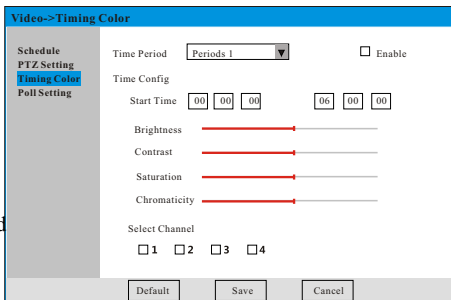 Video->Timing Color
Schedule
PTZ Setting
Timing Color
Poll Setting
Time Period Periods 1 Enable
Time Config
Start Time 00 00 00 06 00 00
Brightness
Contrast
Saturation
Chromaticity
Select Channel
1 2 3 4
Default Save Cancel